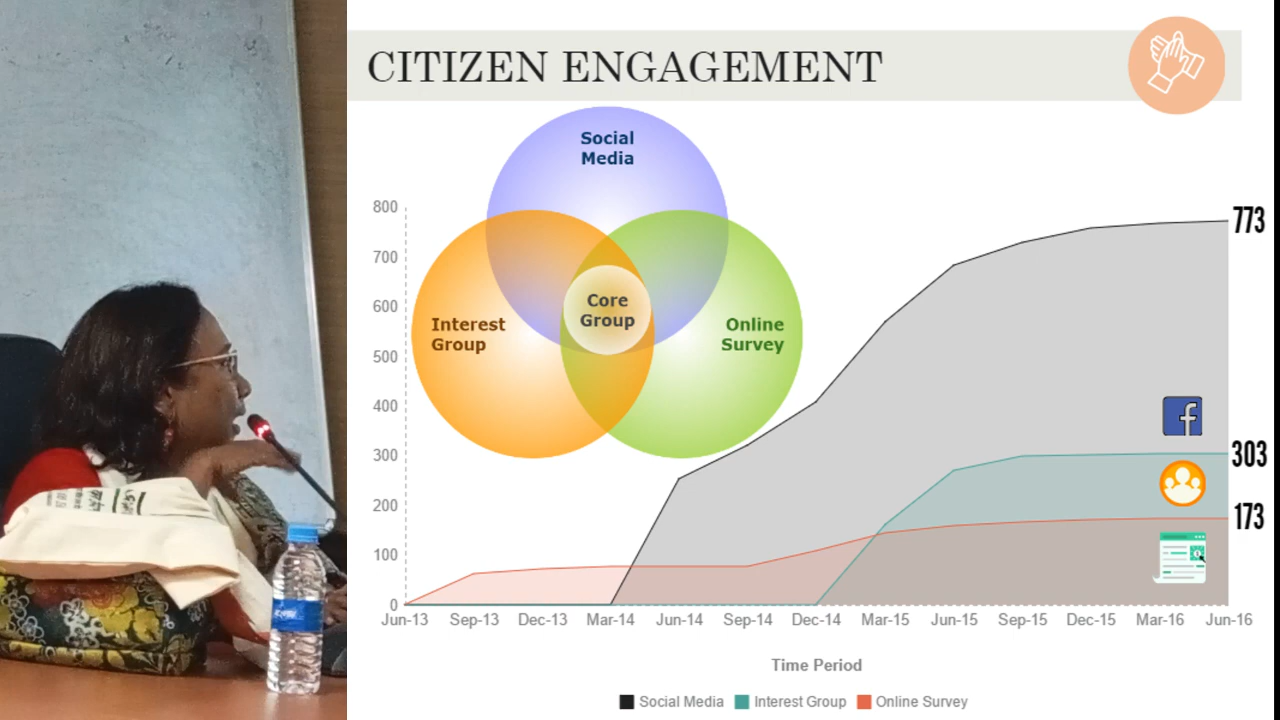 CITIZEN ENGAGEMENT
Social
Media
Interest
Group
Core
Group
Online
Survey
800
700
600
500
400
300
200
100
0
773
303
173
Jun-13 Sep-13 Dec-13 Mar-14 Jun-14 Sep-14 Dec-14 Mar-15 Jun-15 Sep-15 Dec-15 Mar-16 Jun-16
Time Period
Social Media Interest Group Online Survey